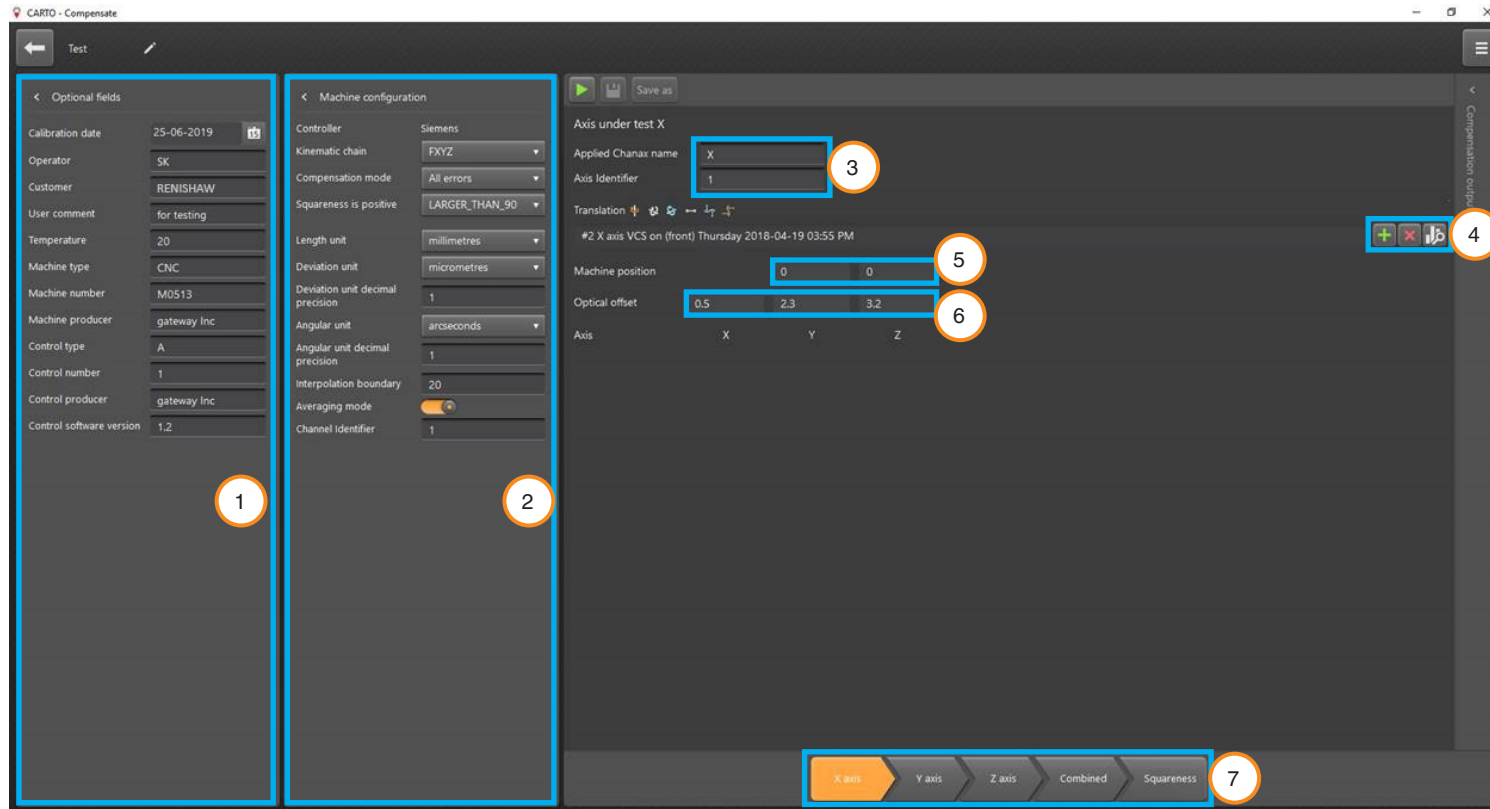 CARTO - Compensate
Test
Optional fields
Calibration date 25-06-2019 15
Operator SK
Customer RENISHAW
User comment for testing
Temperature 20
Machine type CNC
Machine number M0513
Machine producer gateway Inc
Control type A
Control number 1
Control producer gateway Inc
Control software version 1.2
1
Machine configuration
Controller Siemens
Kinematic chain FXYZ
Compensation mode All errors
Squareness is positive LARGER_THAN_90
Length unit millimetres
Deviation unit micrometres
Deviation unit decimal
precision 1
Angular unit arcseconds
Angular unit decimal
precision 1
Interpolation boundary 20
Averaging mode
Channel Identifier 1
2
Save as
Axis under test X
Applied Chanax name X
Axis Identifier 1
3
Translation
#2 X axis VCS on (front) Thursday 2018-04-19 03:55 PM
4
Machine position 0 0
5
Optical offset 0.5 2.3 3.2
6
Axis X Y Z
Compensation outpu
X axis Y axis Z axis Combined Squareness
7